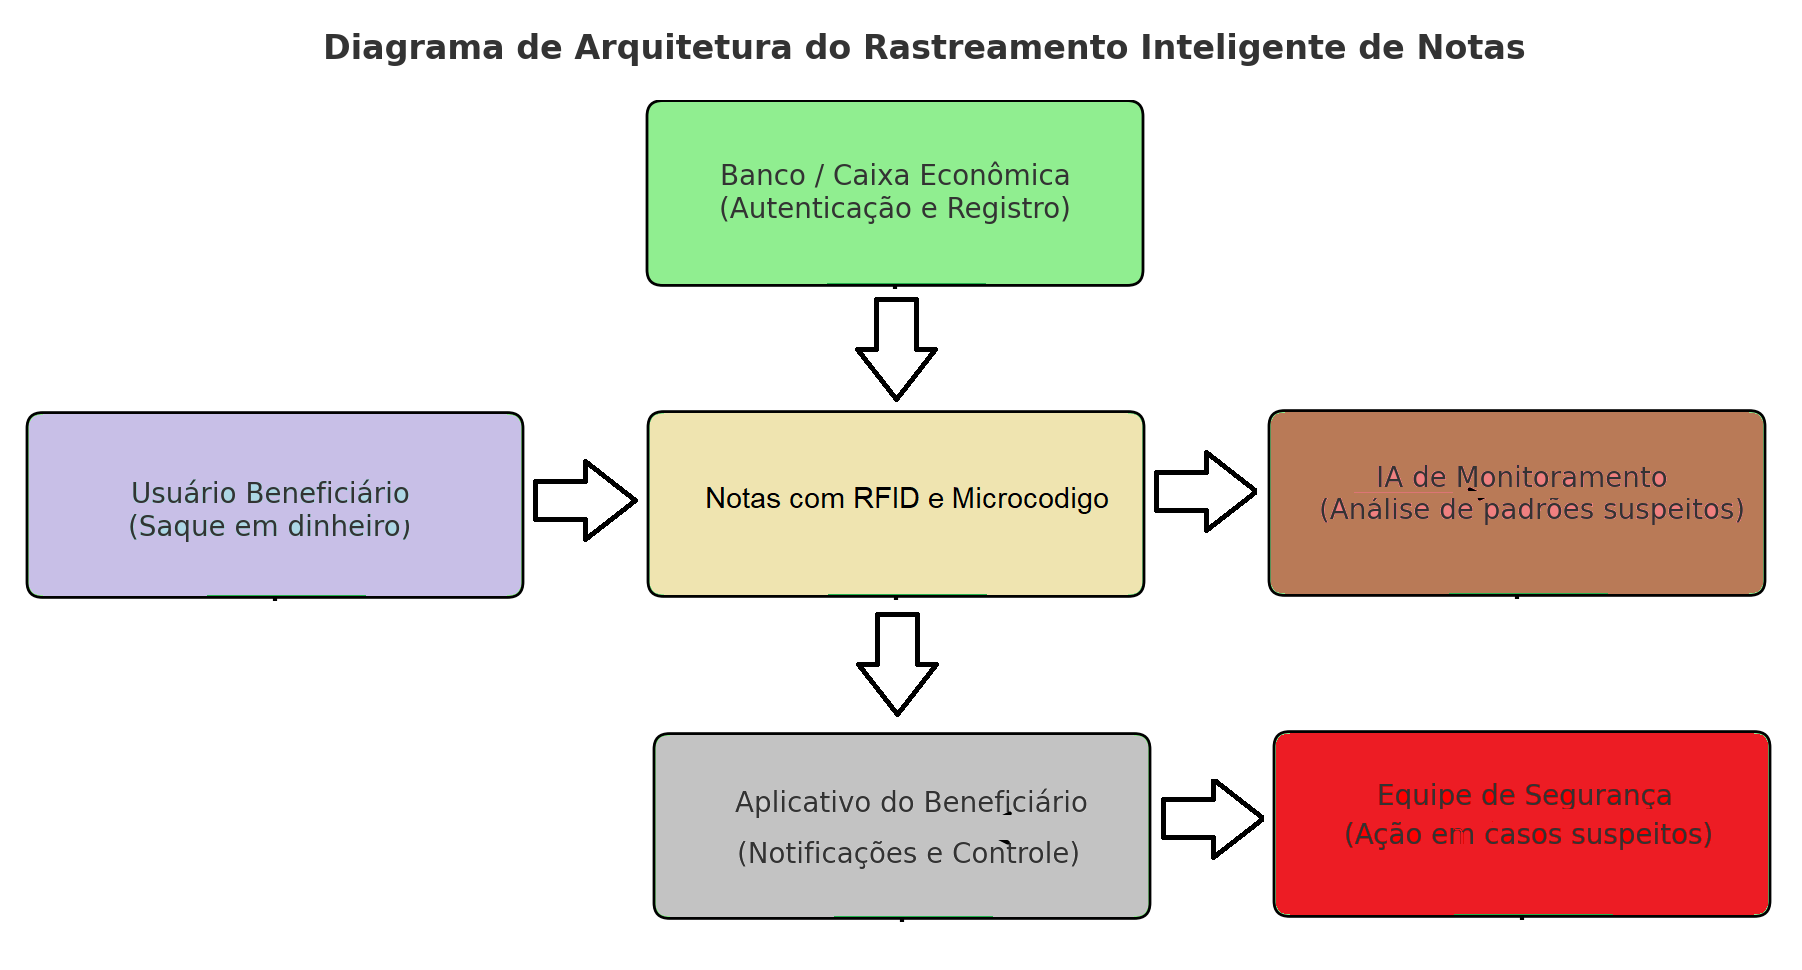 Diagrama de Arquitetura do Rastreamento Inteligente de Notas
Banco / Caixa Econômica
(Autenticação e Registro)
Usuário Beneficiário
(Saque em dinheiro)
Notas com RFID e Microcodigo
IA de Monitoramento
(Análise de padrões suspeitos)
Aplicativo do Beneficiário
(Notificações e Controle)
Equipe de Segurança
(Ação em casos suspeitos)